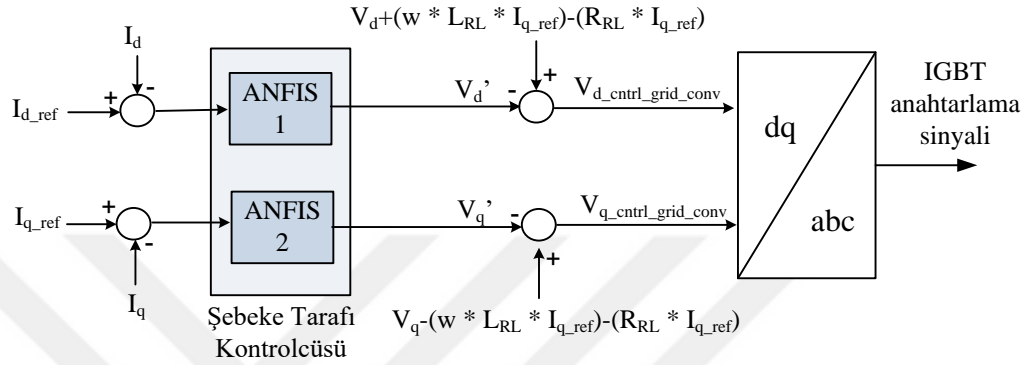 V_d+(w * L_RL * I_q_ref)-(R_RL * I_q_ref)
I_d
I_d_ref
+
-
ANFIS
1
V_d’
-
+
V_d_cntrl_grid_conv
dq
abc
IGBT
anahtarlama
sinyali
I_q_ref
+
-
I_q
ANFIS
2
V_q’
-
+
V_q_cntrl_grid_conv
Şebeke Tarafı
Kontrolcüsü
V_q-(w * L_RL * I_q_ref)-(R_RL * I_q_ref)